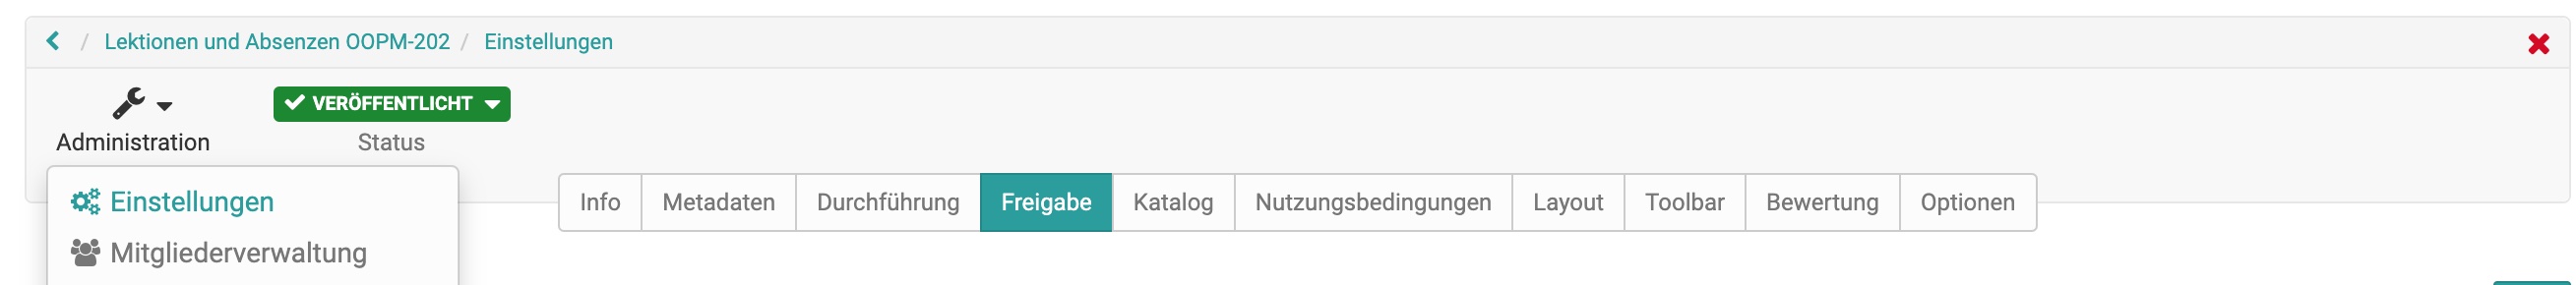 / Lektionen und Absenzen OOPM-202 / Einstellungen
VERÖFFENTLICHT
Administration Status
Einstellungen
Info Metadaten Durchführung Freigabe Katalog Nutzungsbedingungen Layout Toolbar Bewertung Optionen
Mitgliederverwaltung